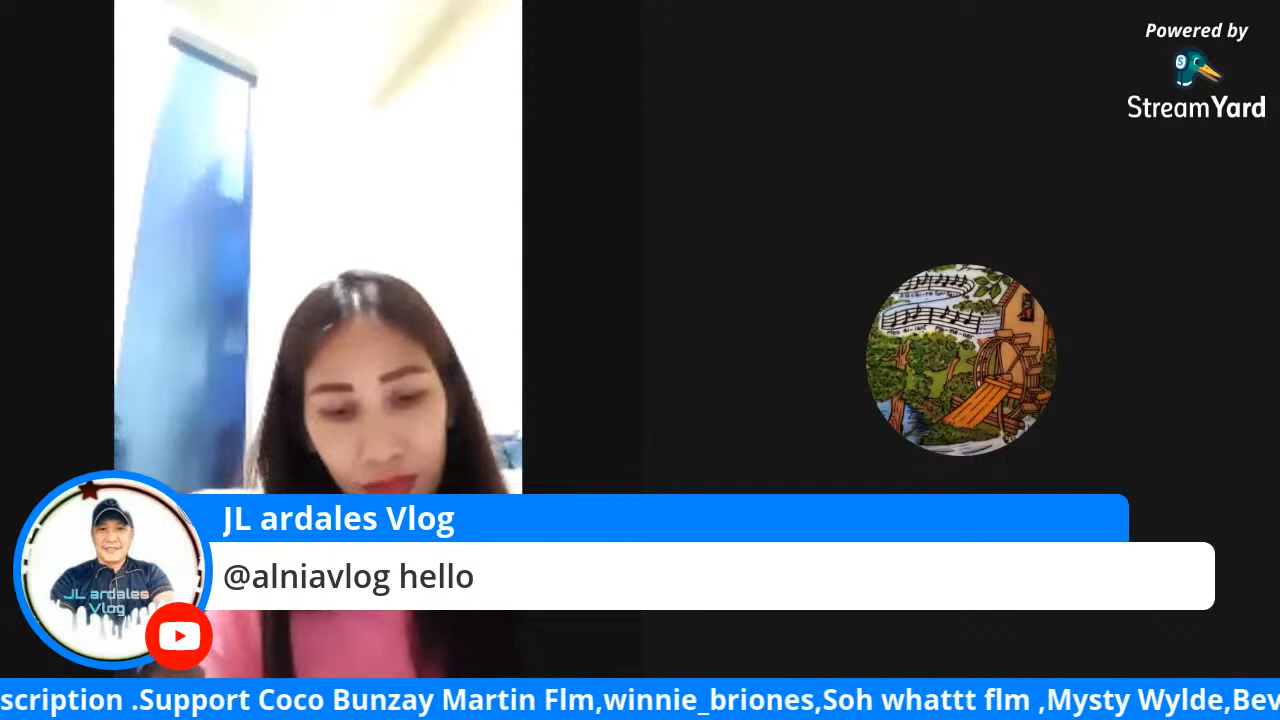 Powered by
StreamYard
JL ardales Vlog
@alniavlog hello
JL ardales
Vlog
scription .Support Coco Bunzay Martin Flm,winnie_briones,Soh whattt flm ,Mysty Wylde,Bev